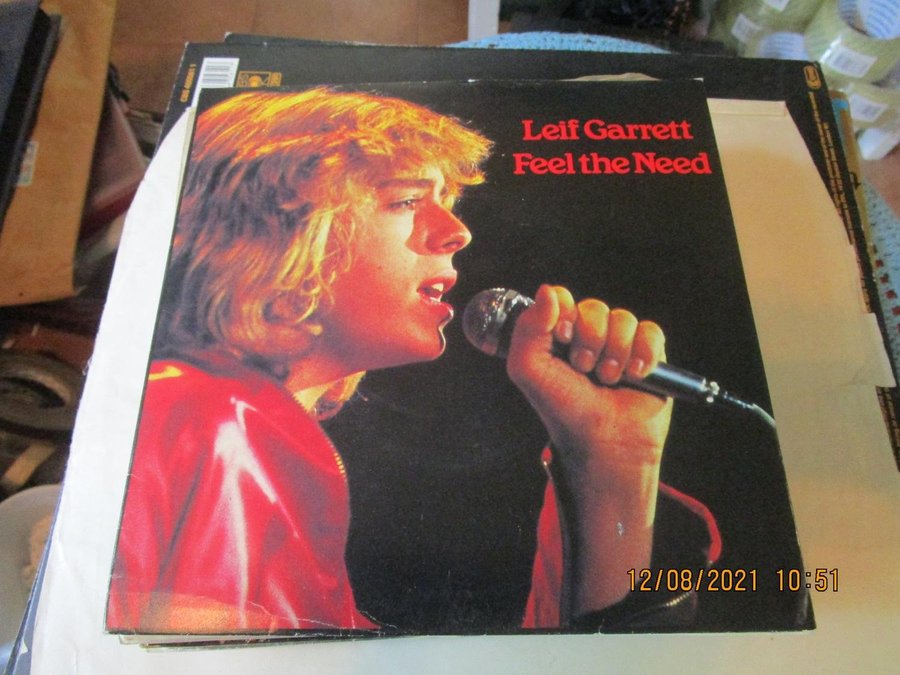 Leif Garrett
Feel the Need
12/08/2021 10:51